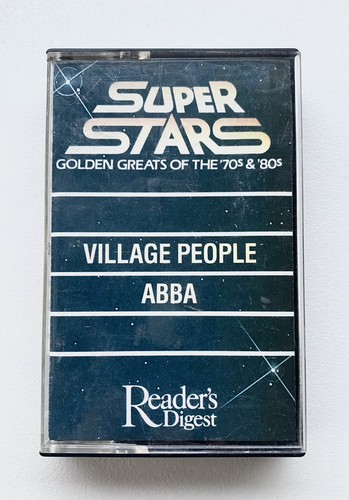 SUPER
STARS
GOLDEN GREATS OF THE '70s & '80s
VILLAGE PEOPLE
ABBA
Reader's
Digest